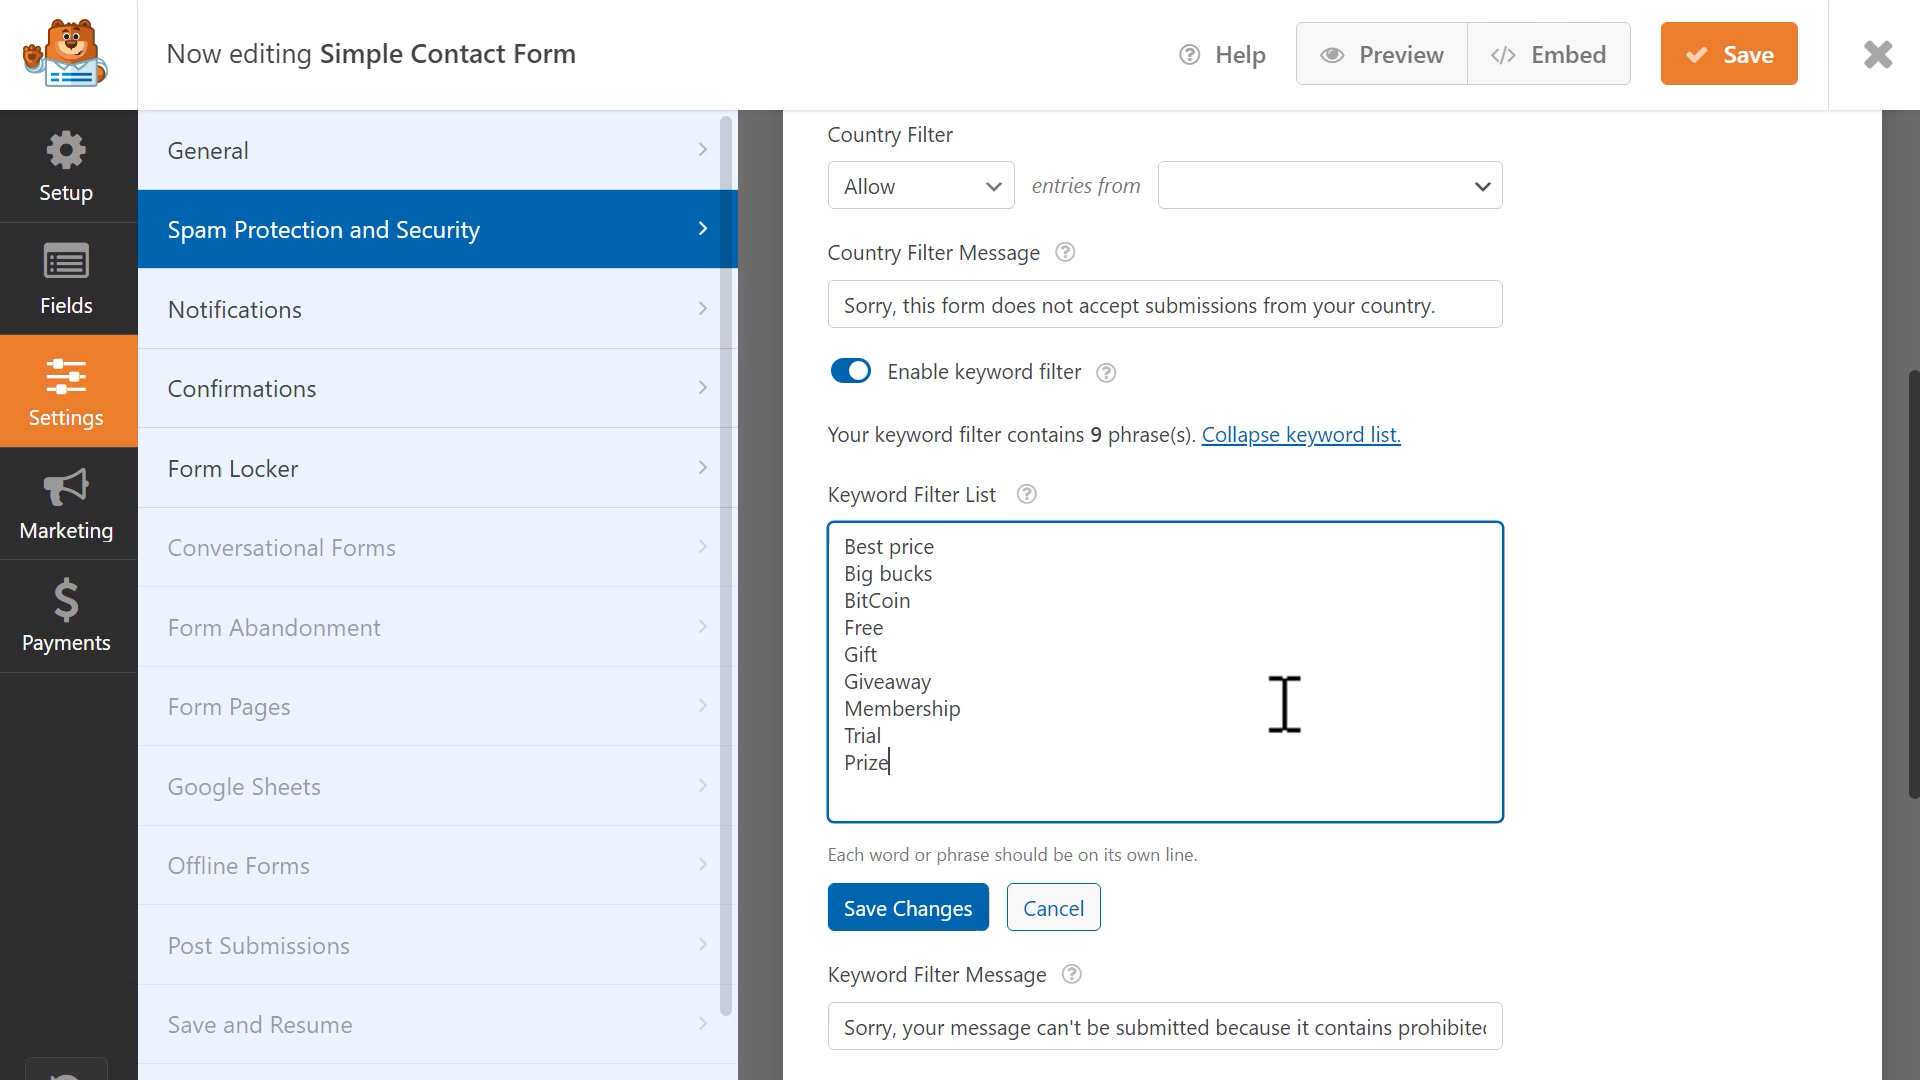 Now editing Simple Contact Form
Help
Preview
Embed
Save
Setup
Fields
Settings
Marketing
Payments
General
Spam Protection and Security
Notifications
Confirmations
Form Locker
Conversational Forms
Form Abandonment
Form Pages
Google Sheets
Offline Forms
Post Submissions
Save and Resume
Country Filter
Allow entries from
Country Filter Message
Sorry, this form does not accept submissions from your country.
Enable keyword filter
Your keyword filter contains 9 phrase(s). Collapse keyword list.
Keyword Filter List
Best price
Big bucks
BitCoin
Free
Gift
Giveaway
Membership
Trial
Prize
Each word or phrase should be on its own line.
Save Changes
Cancel
Keyword Filter Message
Sorry, your message can't be submitted because it contains